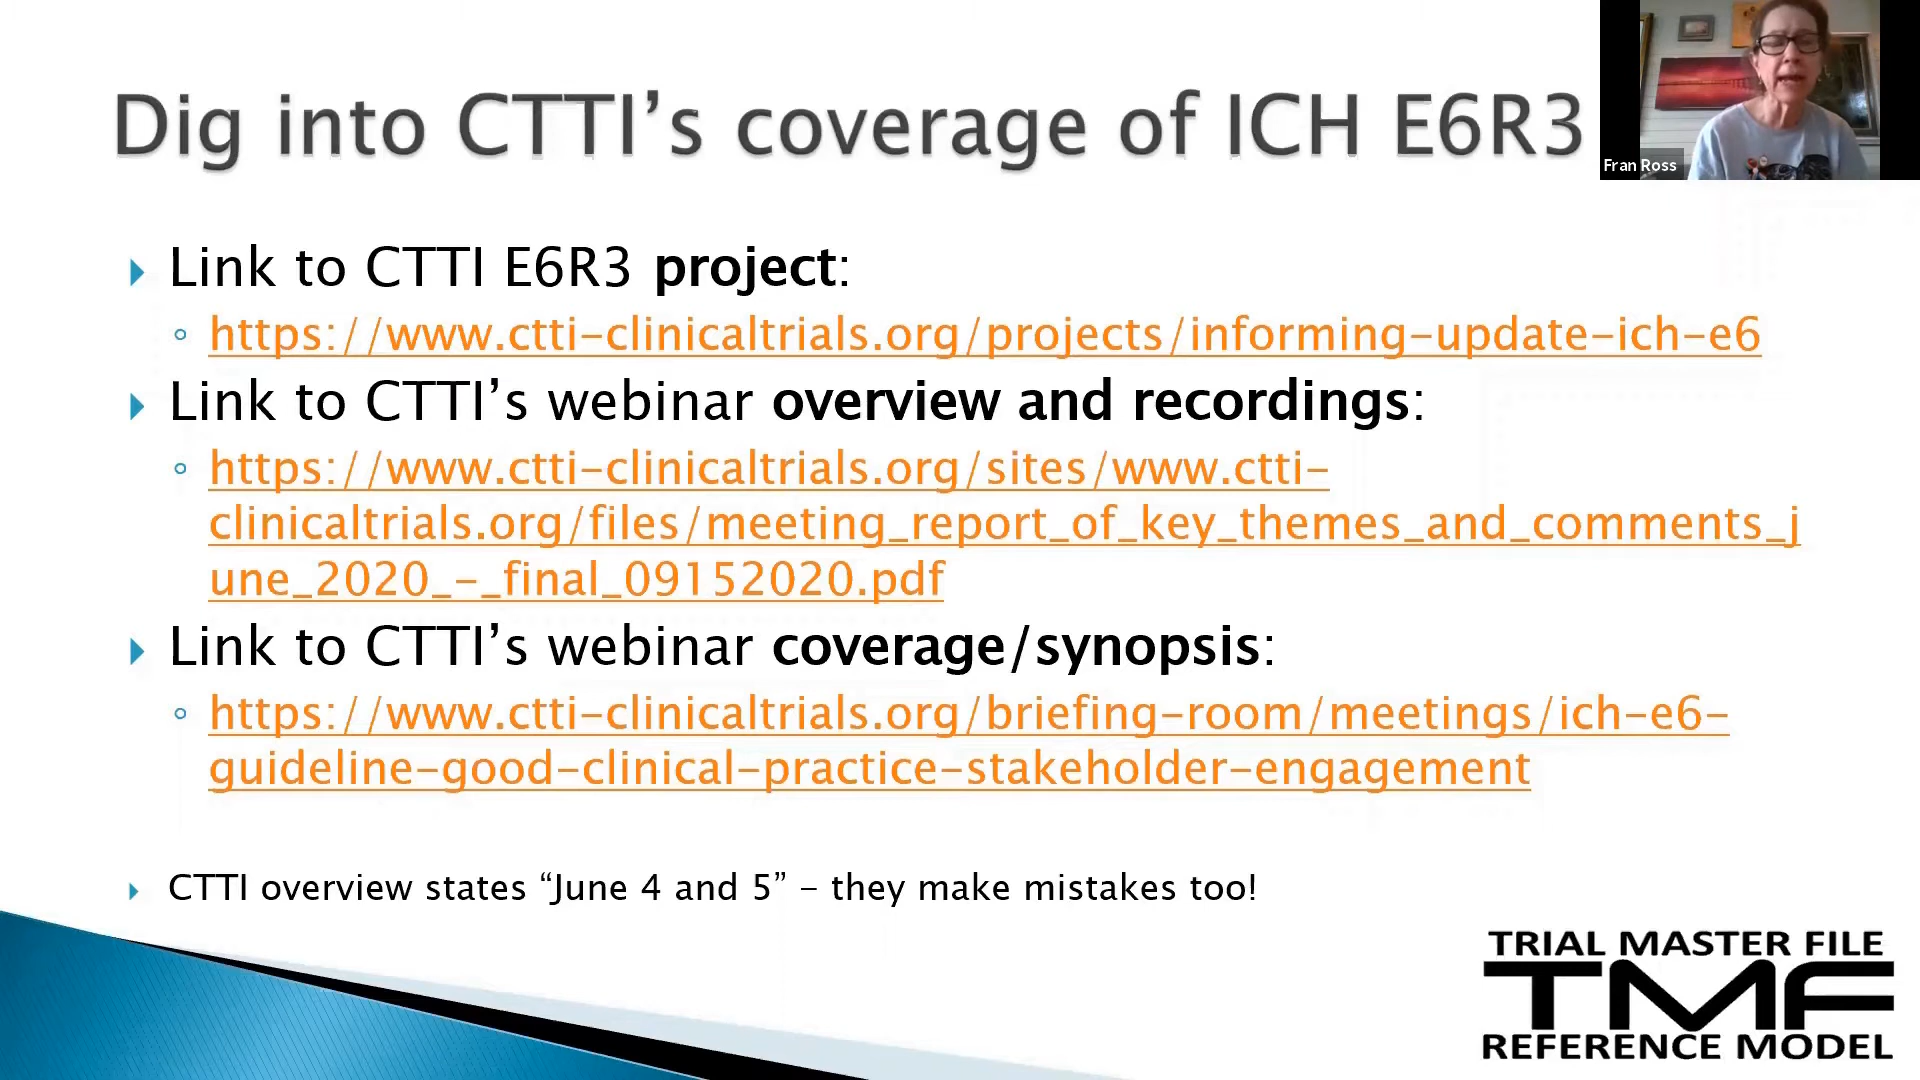 Dig into CTTI’s coverage of ICH E6R3
Fran Ross
Link to CTTI E6R3 project:
https://www.ctti-clinicaltrials.org/projects/informing-update-ich-e6
Link to CTTI’s webinar overview and recordings:
https://www.ctti-clinicaltrials.org/sites/www.ctti-
clinicaltrials.org/files/meeting_report_of_key_themes_and_comments_j
une_2020_-_final_09152020.pdf
Link to CTTI’s webinar coverage/synopsis:
https://www.ctti-clinicaltrials.org/briefing-room/meetings/ich-e6-
guideline-good-clinical-practice-stakeholder-engagement
CTTI overview states “June 4 and 5” – they make mistakes too!
TRIAL MASTER FILE
TMF
REFERENCE MODEL